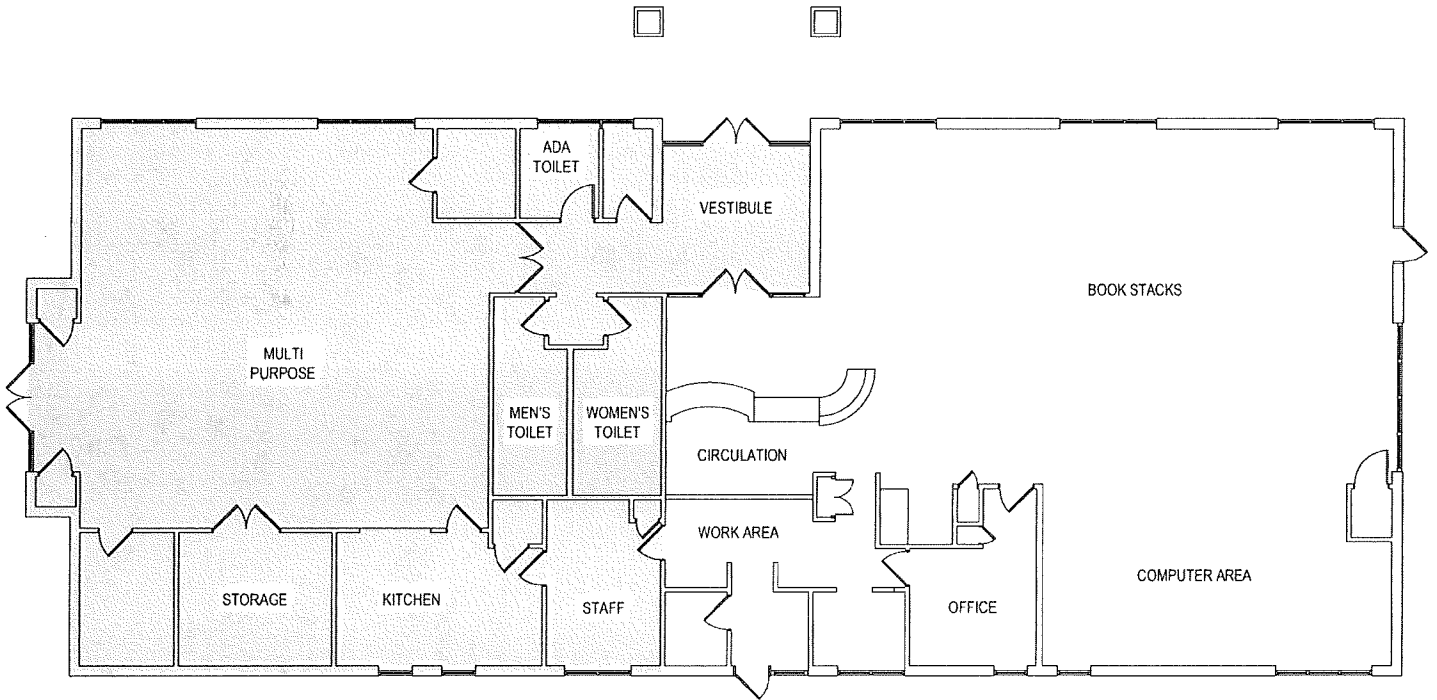 ADA
TOILET
VESTIBULE
BOOK STACKS
MULTI
PURPOSE
MEN'S
TOILET
WOMEN'S
TOILET
CIRCULATION
WORK AREA
COMPUTER AREA
STORAGE
KITCHEN
STAFF
OFFICE